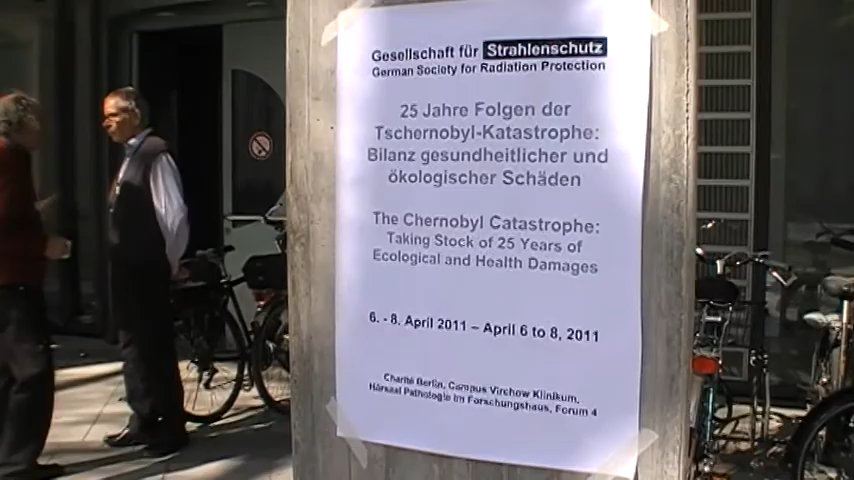 Gesellschaft für Strahlenschutz
German Society for Radiation Protection
25 Jahre Folgen der
Tschernobyl-Katastrophe:
Bilanz gesundheitlicher und
ökologischer Schäden
The Chernobyl Catastrophe:
Taking Stock of 25 Years of
Ecological and Health Damages
6. - 8. April 2011 – April 6 to 8, 2011
Charité Berlin, Campus Virchow Klinikum,
Hörsaal Pathologie im Forschungshaus, Forum 4